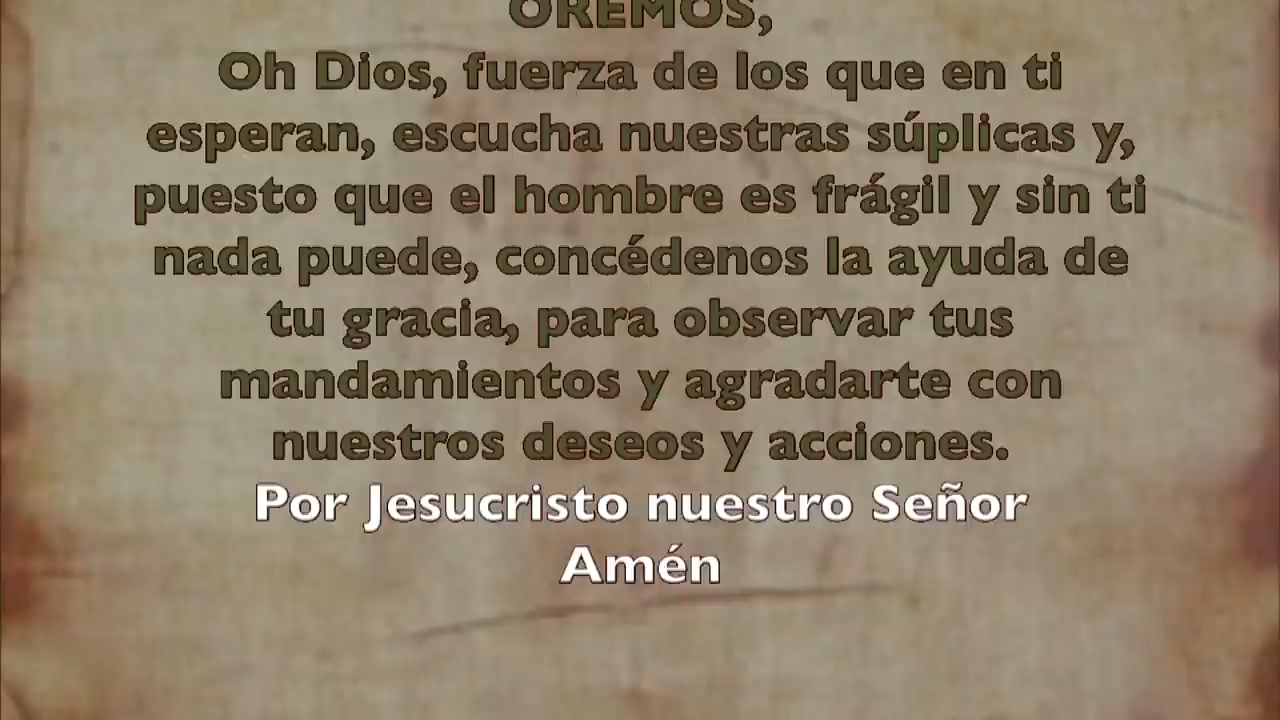 OREMOS,
Oh Dios, fuerza de los que en ti
esperan, escucha nuestras súplicas y,
puesto que el hombre es frágil y sin ti
nada puede, concédenos la ayuda de
tu gracia, para observar tus
mandamientos y agradarte con
nuestros deseos y acciones.
Por Jesucristo nuestro Señor
Amén